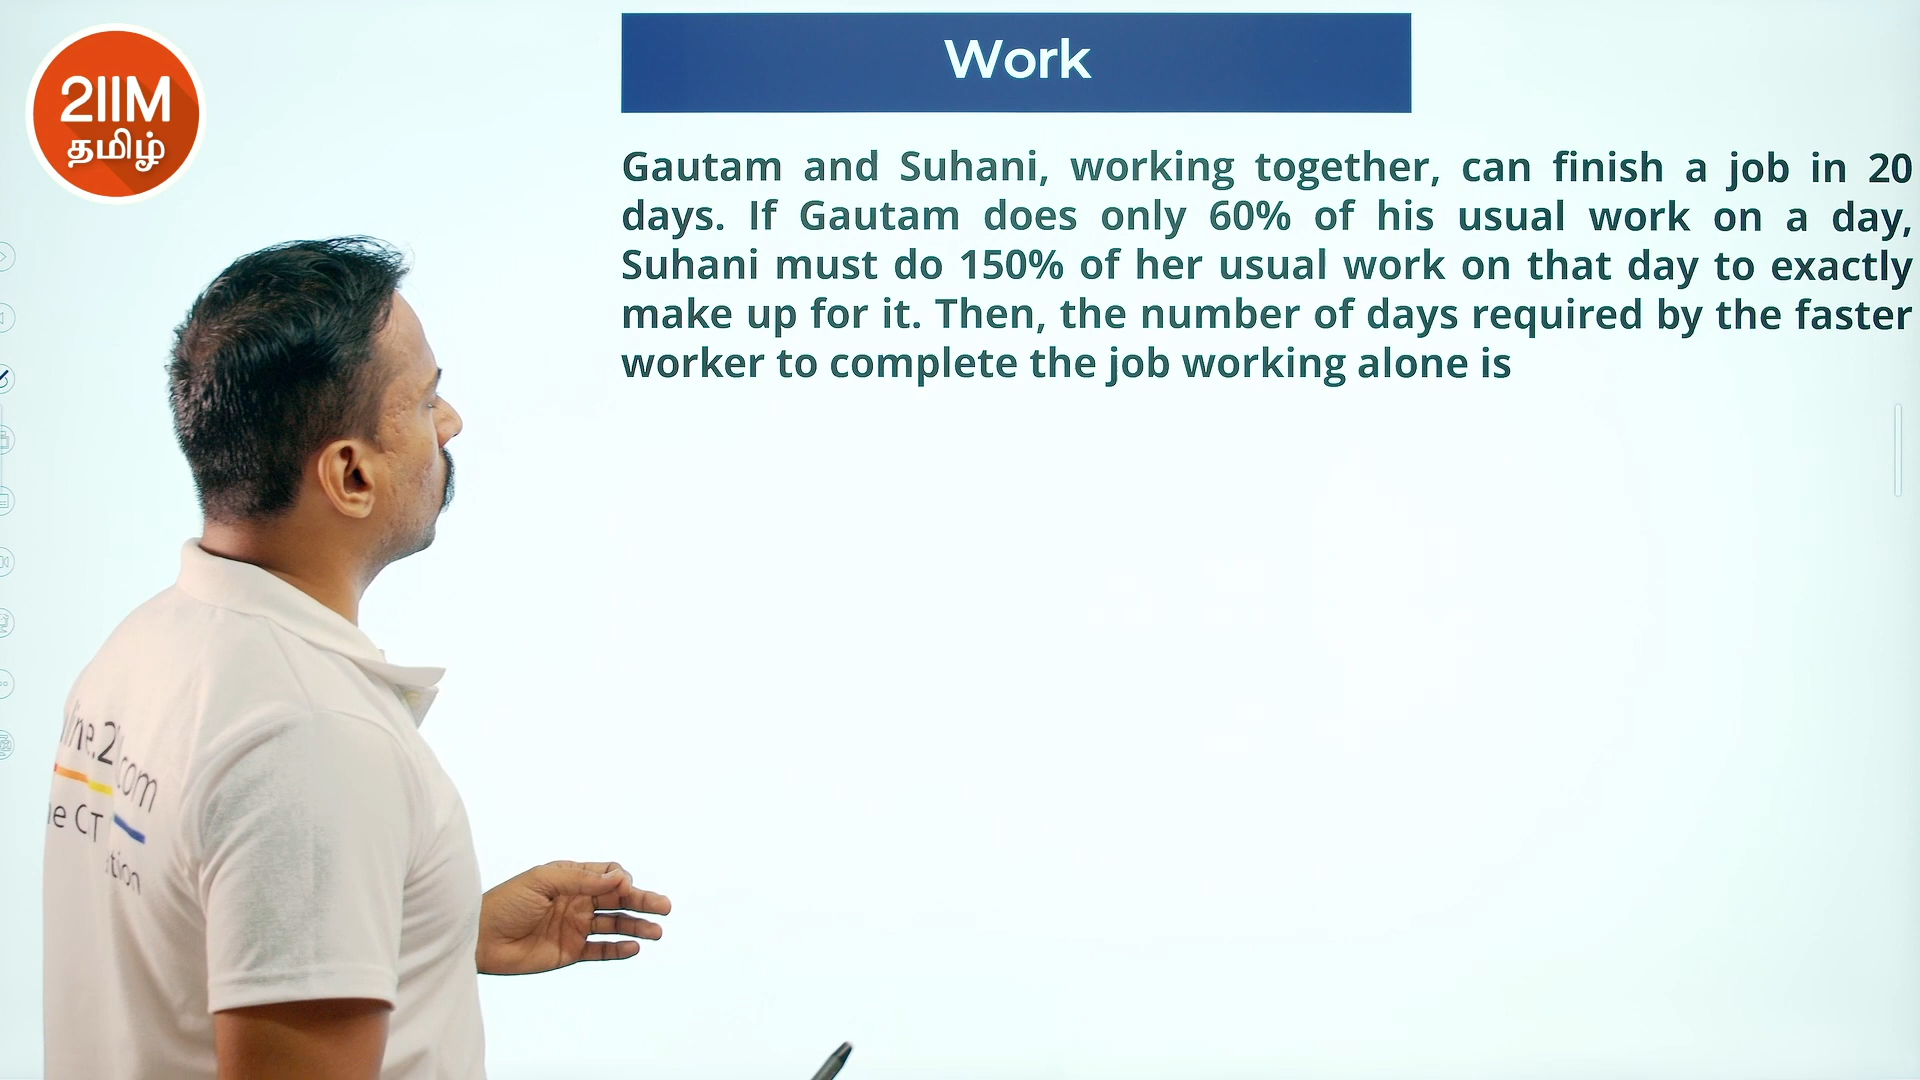 2IIM
தமிழ்
Work
Gautam and Suhani, working together, can finish a job in 20
days. If Gautam does only 60% of his usual work on a day,
Suhani must do 150% of her usual work on that day to exactly
make up for it. Then, the number of days required by the faster
worker to complete the job working alone is